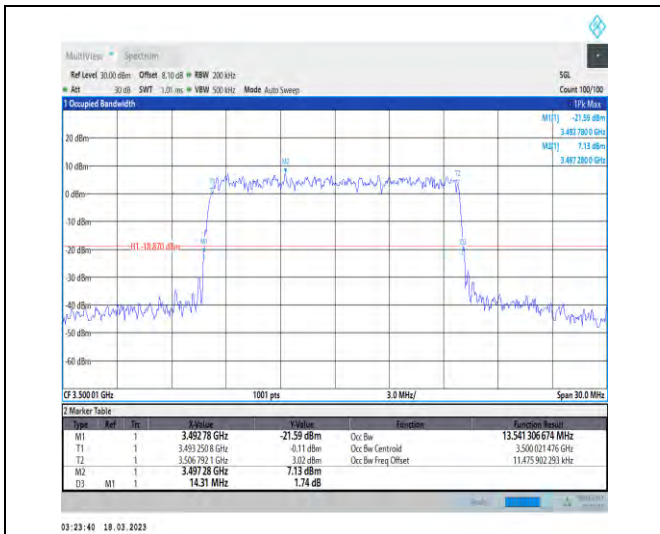 MultiView Spectrum
Ref Level 30.00 dBm Offset 8.10 dB RBW 200 kHz SGL
Att 30 dB SWT 1.01 ms VBW 500 kHz Mode Auto Sweep Count 100/100
1 Occupied Bandwidth 1Pk Max
M1[1] -21.59 dBm
3.492 780 0 GHz
20 dBm
M2[1] 7.13 dBm
3.497 280 0 GHz
10 dBm
M2
T2
0 dBm
-10 dBm
H1 -18.870 dBm
M1
D3
-20 dBm
-30 dBm
-40 dBm
-50 dBm
-60 dBm
CF 3.500 01 GHz 1001 pts 3.0 MHz/ Span 30.0 MHz
2 Marker Table
Type Ref Trc X-Value Y-Value Function Function Result
M1 1 3.492 78 GHz -21.59 dBm Occ Bw 13.541 306 674 MHz
T1 1 3.493 250 8 GHz -0.11 dBm Occ Bw Centroid 3.500 021 476 GHz
T2 1 3.506 792 1 GHz 3.02 dBm Occ Bw Freq Offset 11.475 902 293 kHz
M2 1 3.497 28 GHz 7.13 dBm
D3 M1 1 14.31 MHz 1.74 dB
03:23:40 18.03.2023